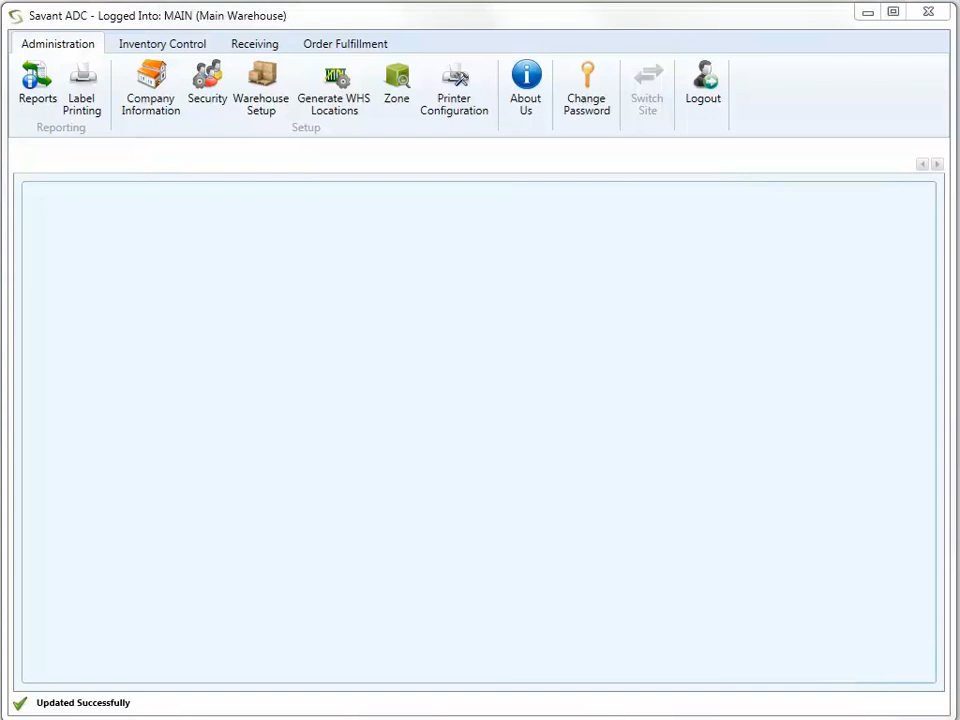 Savant ADC - Logged Into: MAIN (Main Warehouse)
Administration Inventory Control Receiving Order Fulfillment
Reports Label Printing Company Information Security Warehouse Setup Generate WHS Locations Zone Printer Configuration About Us Change Password Switch Site Logout
Reporting Setup
Updated Successfully